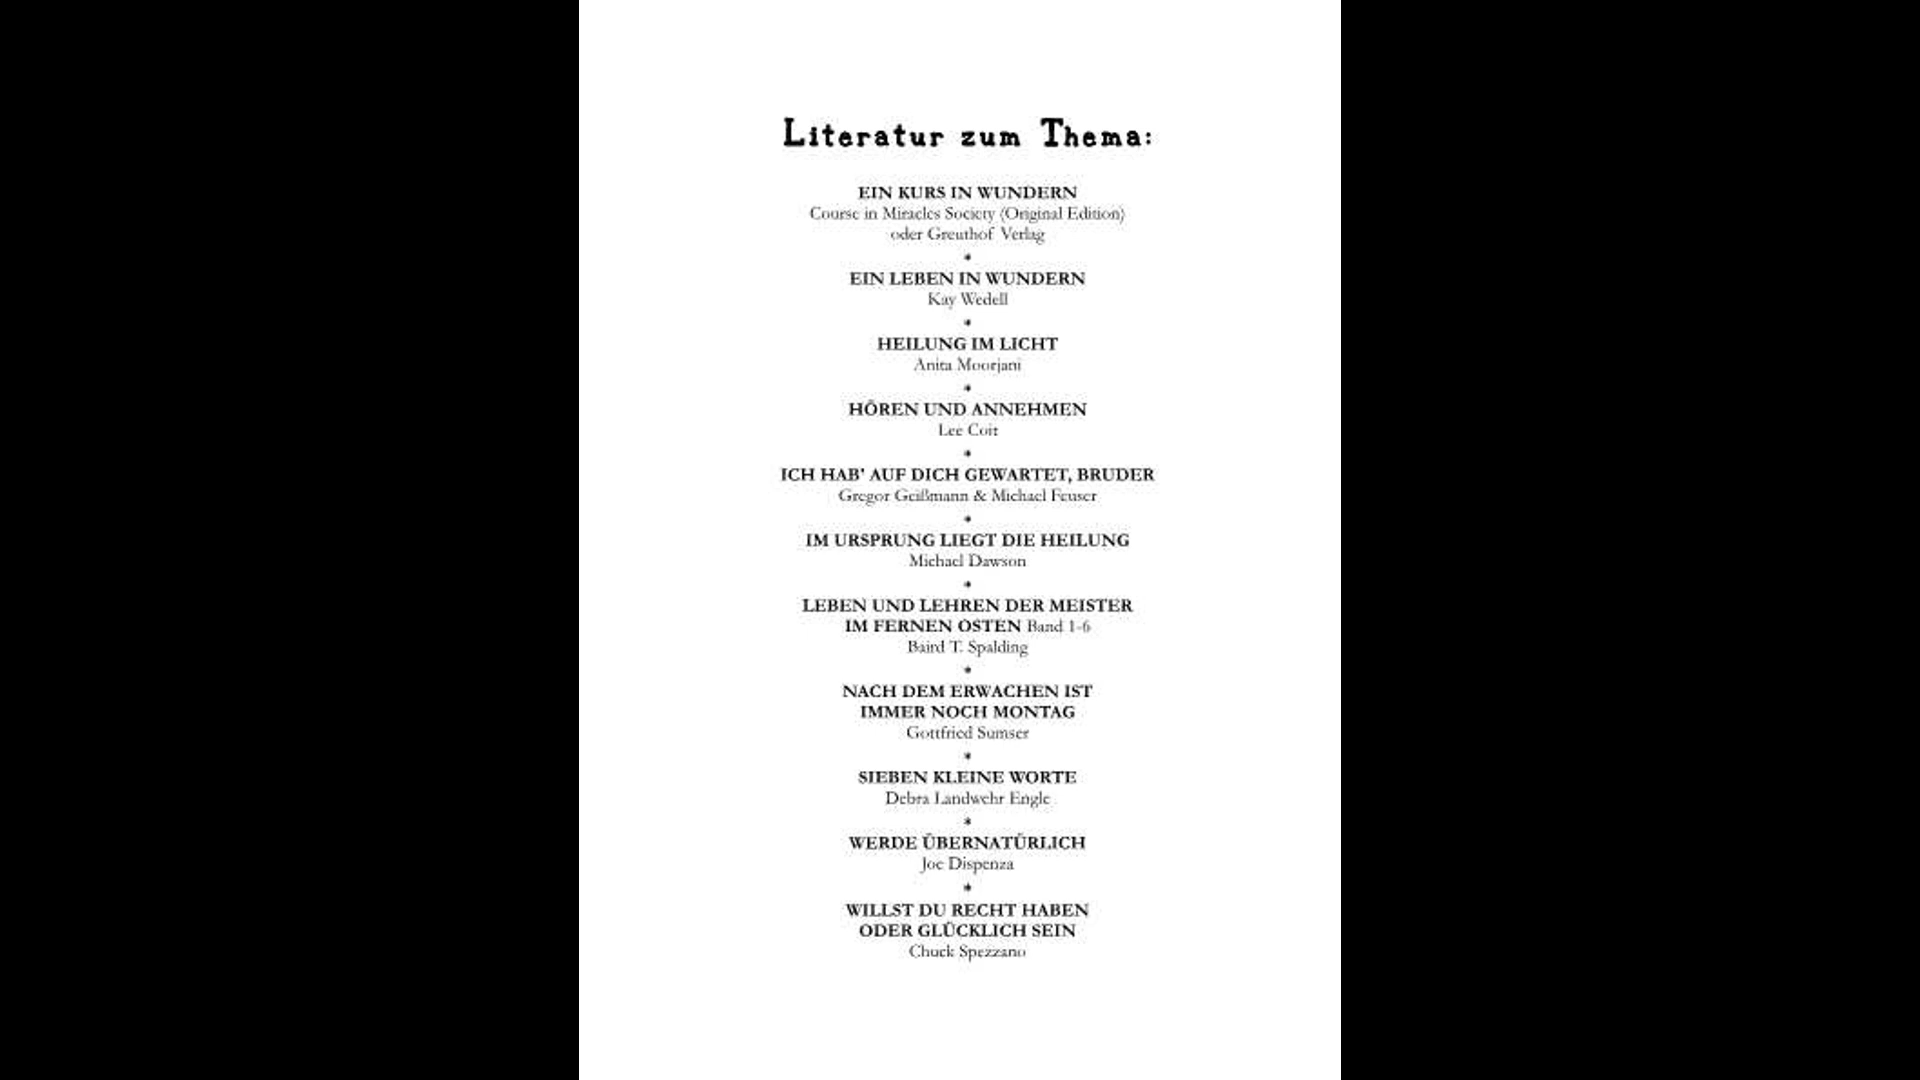 Literatur zum Thema:
EIN KURS IN WUNDERN
Course in Miracles Society (Original Edition)
oder Greuthof Verlag
*
EIN LEBEN IN WUNDERN
Kay Wedell
*
HEILUNG IM LICHT
Anita Moorjani
*
HÖREN UND ANNEHMEN
Lee Coit
*
ICH HAB' AUF DICH GEWARTET, BRUDER
Gregor Geißmann & Michael Feuser
*
IM URSPRUNG LIEGT DIE HEILUNG
Michael Dawson
*
LEBEN UND LEHREN DER MEISTER
IM FERNEN OSTEN Band 1-6
Baird T. Spalding
*
NACH DEM ERWACHEN IST
IMMER NOCH MONTAG
Gottfried Sumser
*
SIEBEN KLEINE WORTE
Debra Landwehr Engle
*
WERDE ÜBERNATÜRLICH
Joe Dispenza
*
WILLST DU RECHT HABEN
ODER GLÜCKLICH SEIN
Chuck Spezzano